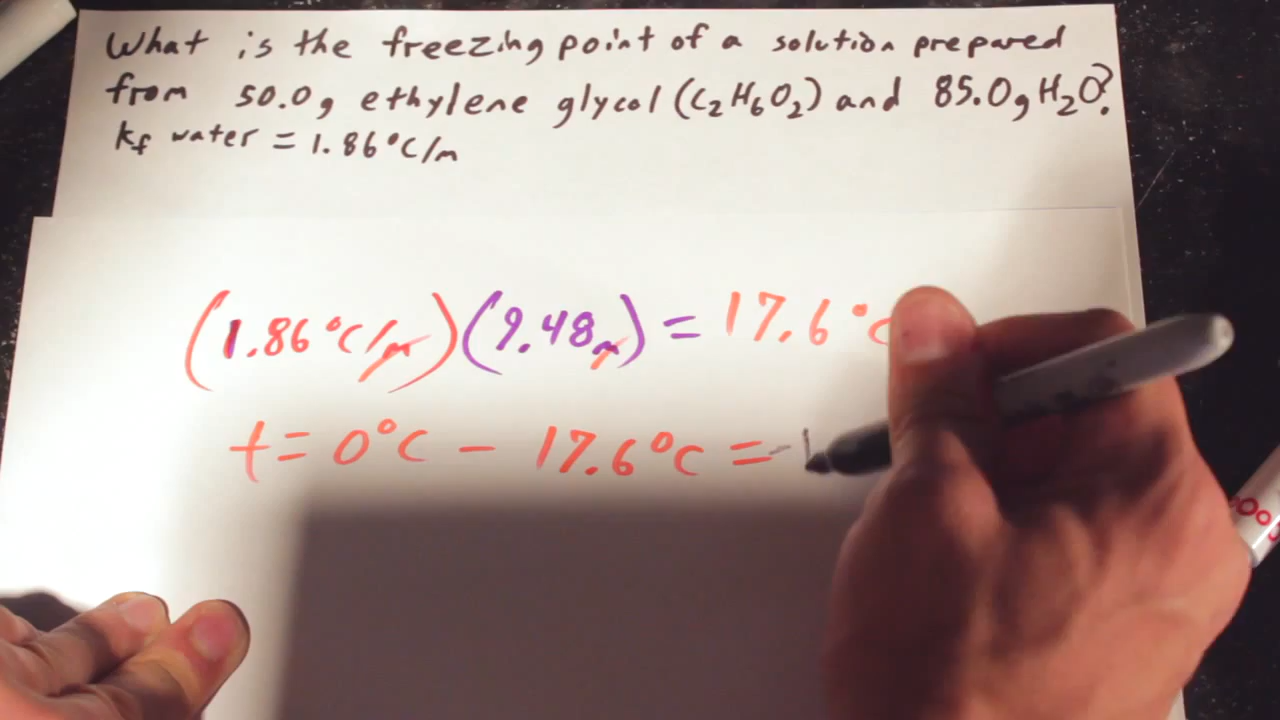 What is the freezing point of a solution prepared
from 50.0g ethylene glycol (C₂H₆O₂) and 85.0g H₂O?
kf water = 1.86°C/m
(1.86°C/m)(9.48m) = 17.6°C
t = 0°C - 17.6°C = -1